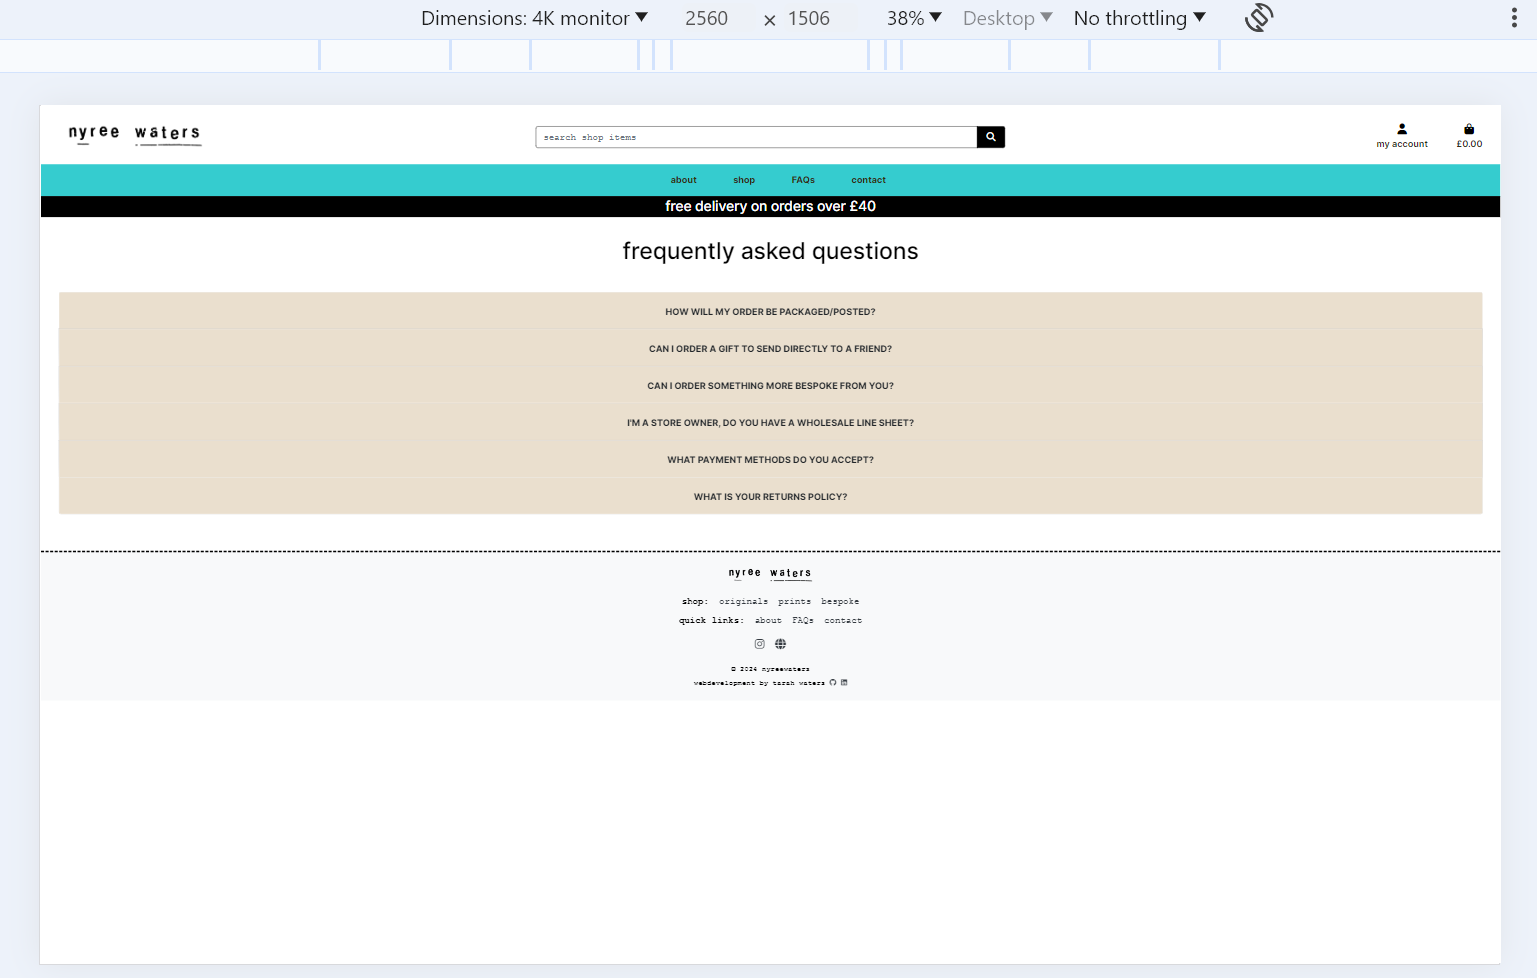 Dimensions: 4K monitor ▼ 2560 × 1506 38% ▼ Desktop ▼ No throttling ▼
nyree waters
search shop items
my account £0.00
about shop FAQs contact
free delivery on orders over £40
frequently asked questions
HOW WILL MY ORDER BE PACKAGED/POSTED?
CAN I ORDER A GIFT TO SEND DIRECTLY TO A FRIEND?
CAN I ORDER SOMETHING MORE BESPOKE FROM YOU?
I'M A STORE OWNER, DO YOU HAVE A WHOLESALE LINE SHEET?
WHAT PAYMENT METHODS DO YOU ACCEPT?
WHAT IS YOUR RETURNS POLICY?
nyree waters
shop: originals prints bespoke
quick links: about FAQs contact
© 2024 nyreewaters
webdevelopment by tarah waters